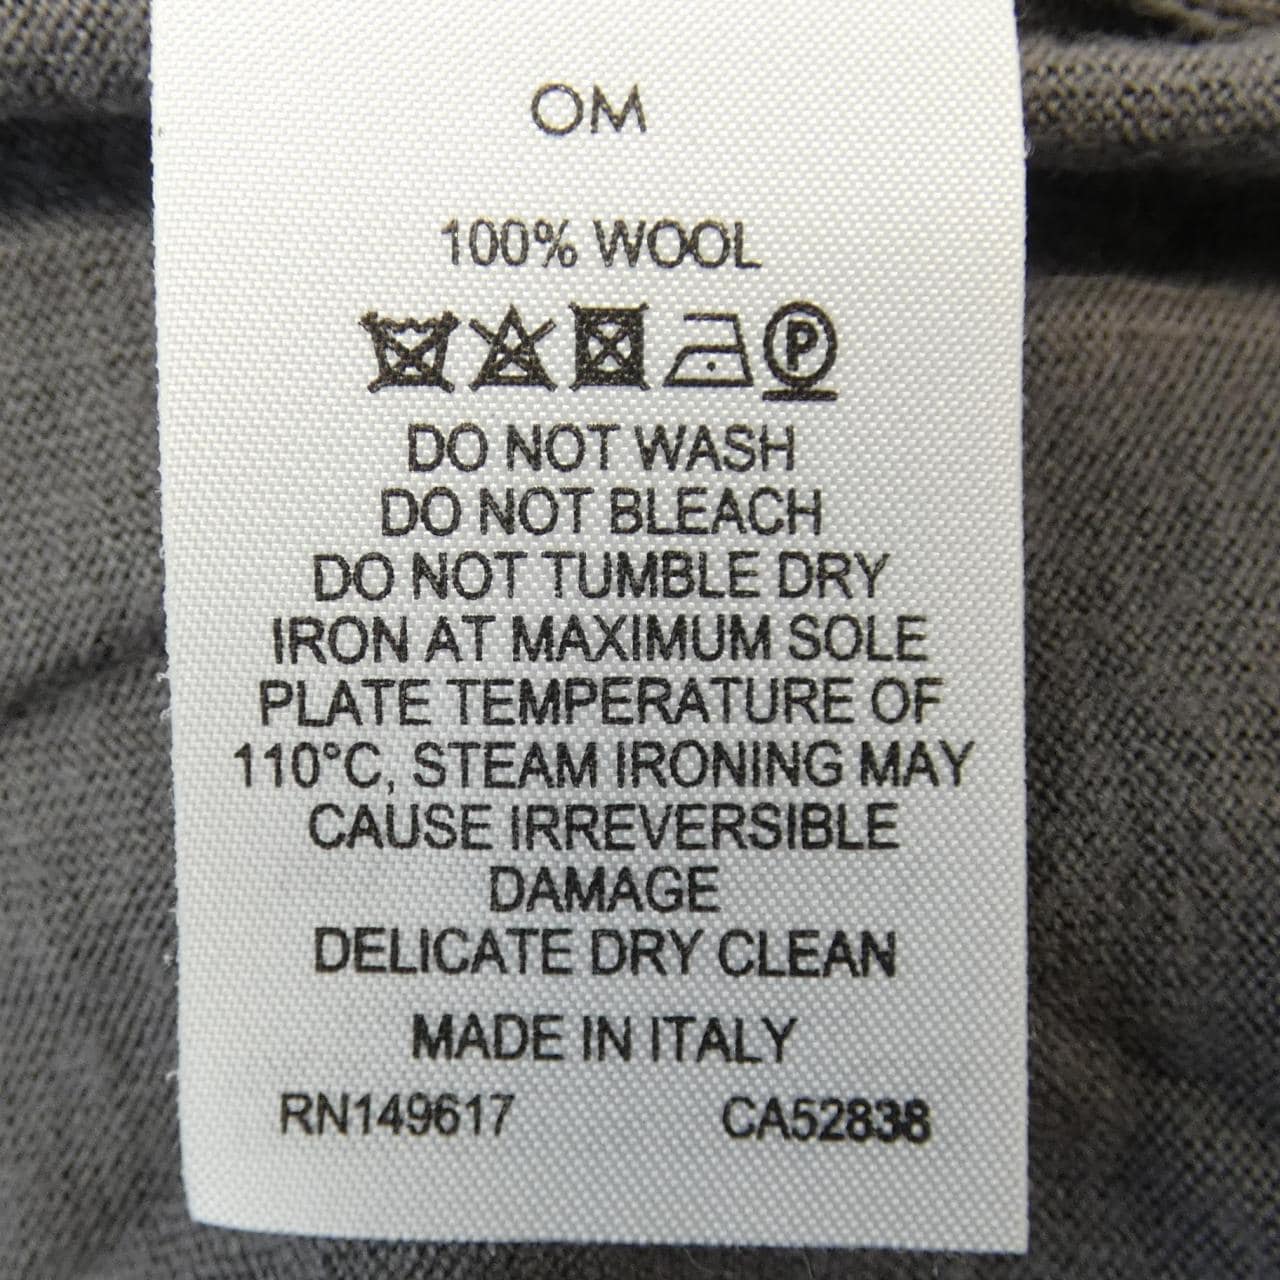 OM
100% WOOL
P
DO NOT WASH
DO NOT BLEACH
DO NOT TUMBLE DRY
IRON AT MAXIMUM SOLE
PLATE TEMPERATURE OF
110°C, STEAM IRONING MAY
CAUSE IRREVERSIBLE
DAMAGE
DELICATE DRY CLEAN
MADE IN ITALY
RN149617 CA52838